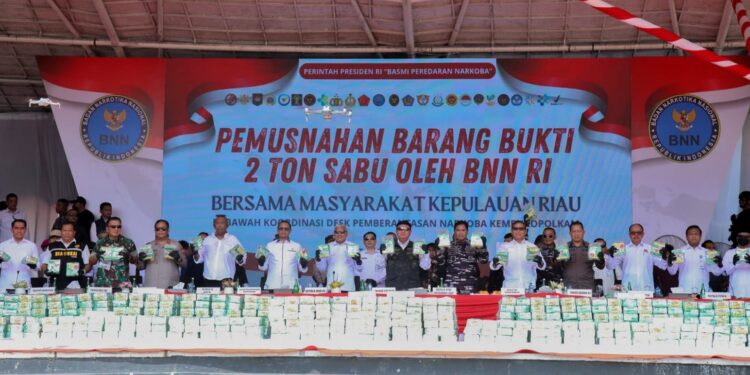 PERINTAH PRESIDEN RI "BASMI PEREDARAN NARKOBA"
PEMUSNAHAN BARANG BUKTI
2 TON SABU OLEH BNN RI
BERSAMA MASYARAKAT KEPULAUAN RIAU
BAWAH KOORDINASI DESK PEMBERANTASAN NARKOBA KEMENPOLKAM
BADAN NARKOTIKA NASIONAL
BNN
REPUBLIK INDONESIA
BADAN NARKOTIKA NASIONAL
BNN
REPUBLIK INDONESIA